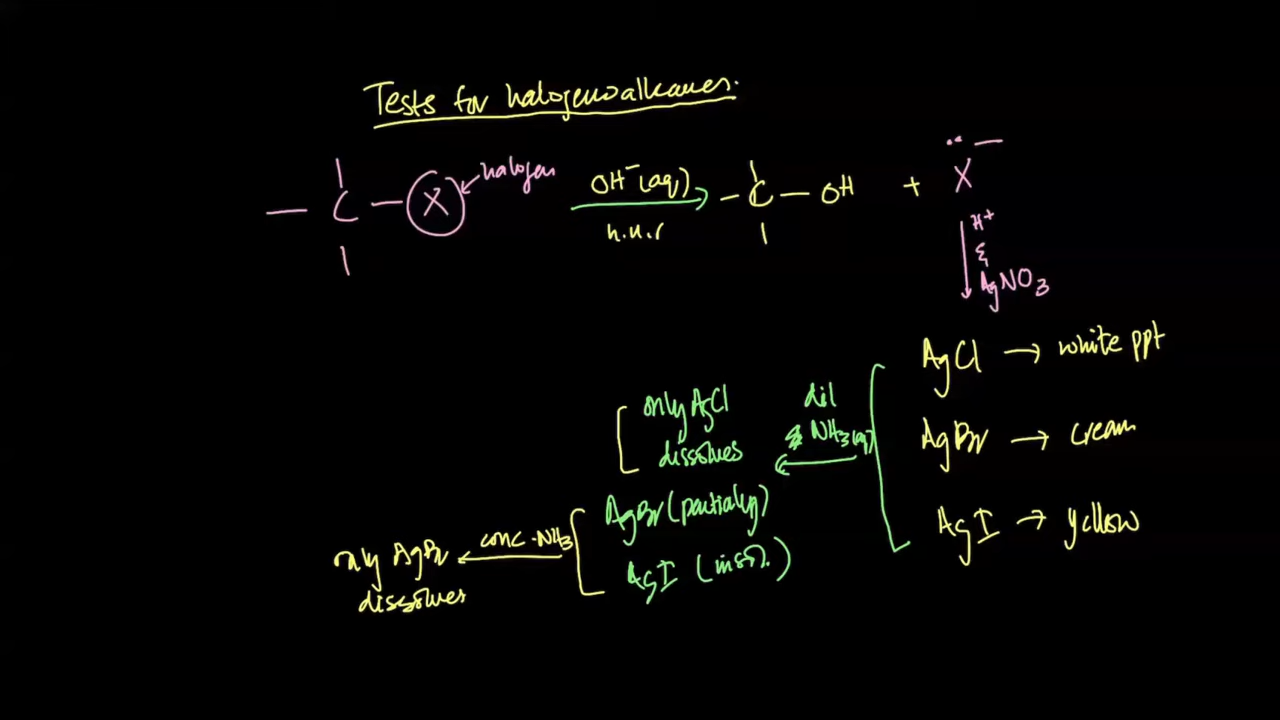 Tests for halogenoalkanes.
— C — X halogen
OH⁻(aq)
h.u.r
— C — OH + X⁻
H⁺
&
AgNO₃
AgCl → white ppt
AgBr → cream
AgI → yellow
dil
NH₃(aq)
only AgCl
dissolves
AgBr (partially)
AgI (insol.)
conc. NH₃
only AgBr
dissolves